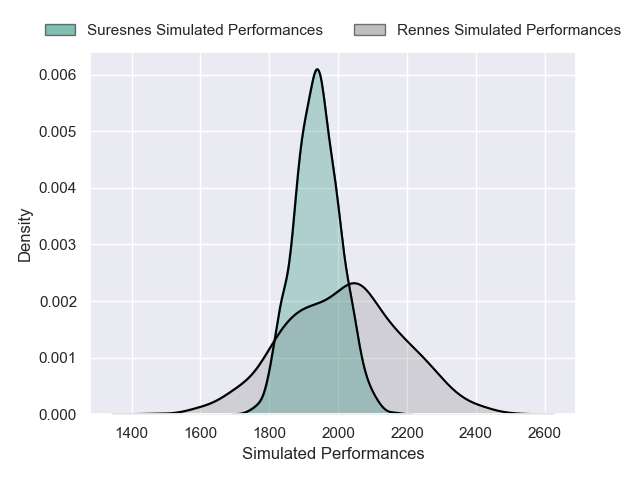 Suresnes Simulated Performances
Rennes Simulated Performances
0.006
0.005
0.004
0.003
0.002
0.001
0.000
Density
1400 1600 1800 2000 2200 2400 2600
Simulated Performances